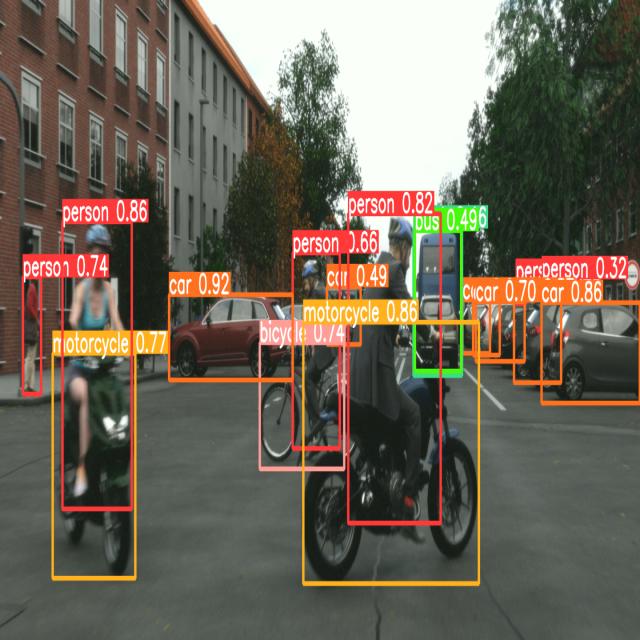 person 0.86
person 0.82
bus 0.496
person 0.66
person 0.74
car 0.49
person 0.32
car 0.92
car 0.70
car 0.86
motorcycle 0.86
bicycle 0.74
motorcycle 0.77